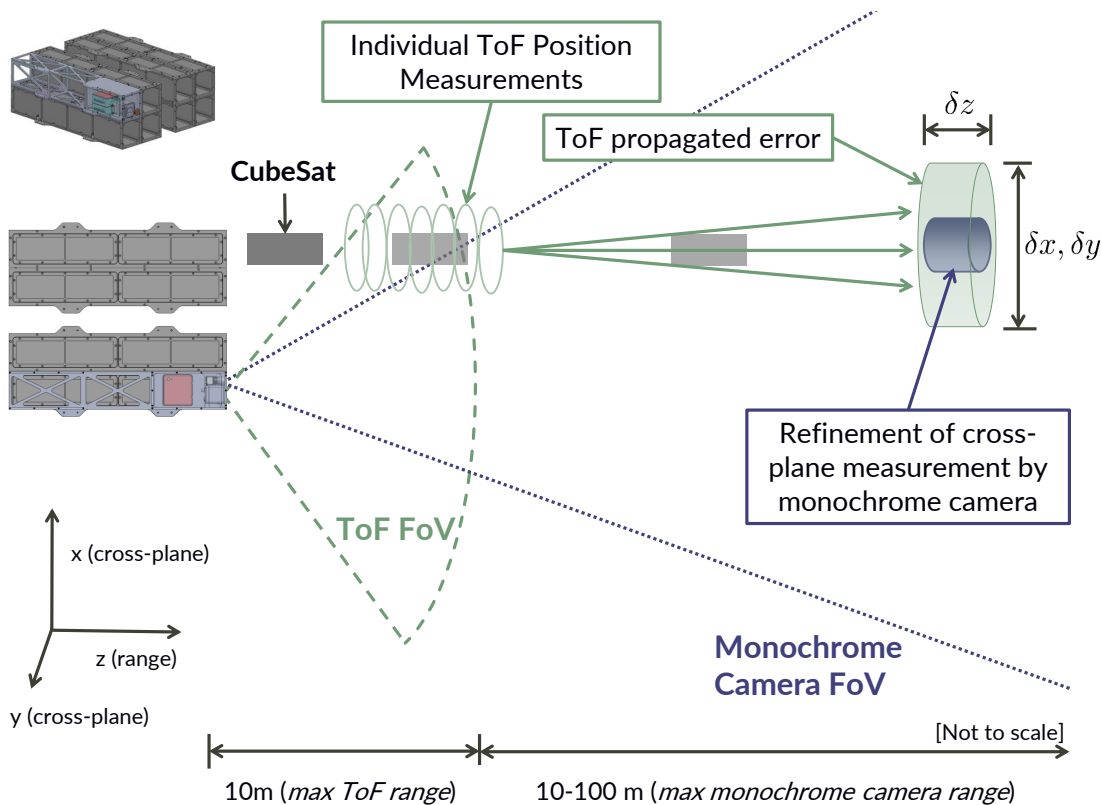 Individual ToF Position
Measurements
δz
ToF propagated error
CubeSat
δx, δy
Refinement of cross-
plane measurement by
monochrome camera
ToF FoV
x (cross-plane)
z (range)
y (cross-plane)
Monochrome
Camera FoV
[Not to scale]
10m (max ToF range)
10-100 m (max monochrome camera range)